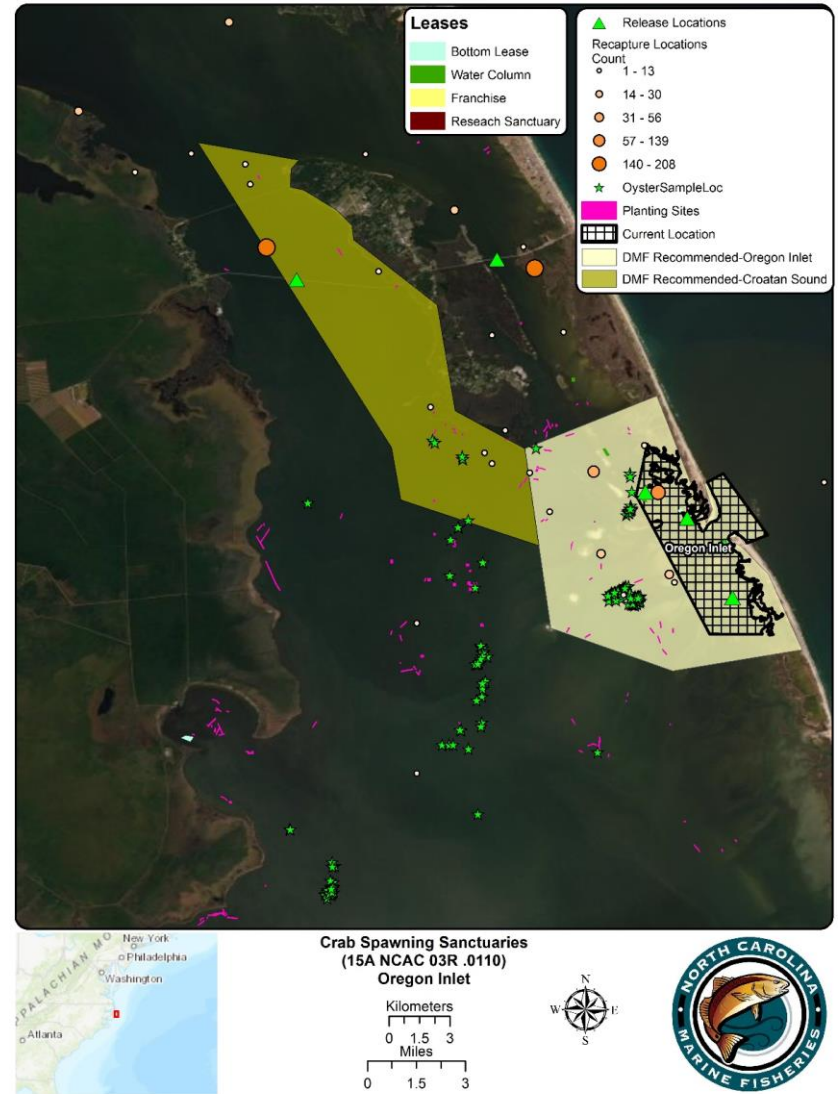 Leases
Bottom Lease
Water Column
Franchise
Reseach Sanctuary
Release Locations
Recapture Locations
Count
1 - 13
14 - 30
31 - 56
57 - 139
140 - 208
OysterSampleLoc
Planting Sites
Current Location
DMF Recommended-Oregon Inlet
DMF Recommended-Croatan Sound
Oregon Inlet
New York
Philadelphia
Washington
PPALACHIAN MO
Atlanta
Crab Spawning Sanctuaries
(15A NCAC 03R .0110)
Oregon Inlet
Kilometers
0 1.5 3
Miles
0 1.5 3
N
W E
S
NORTH CAROLINA
MARINE FISHERIES